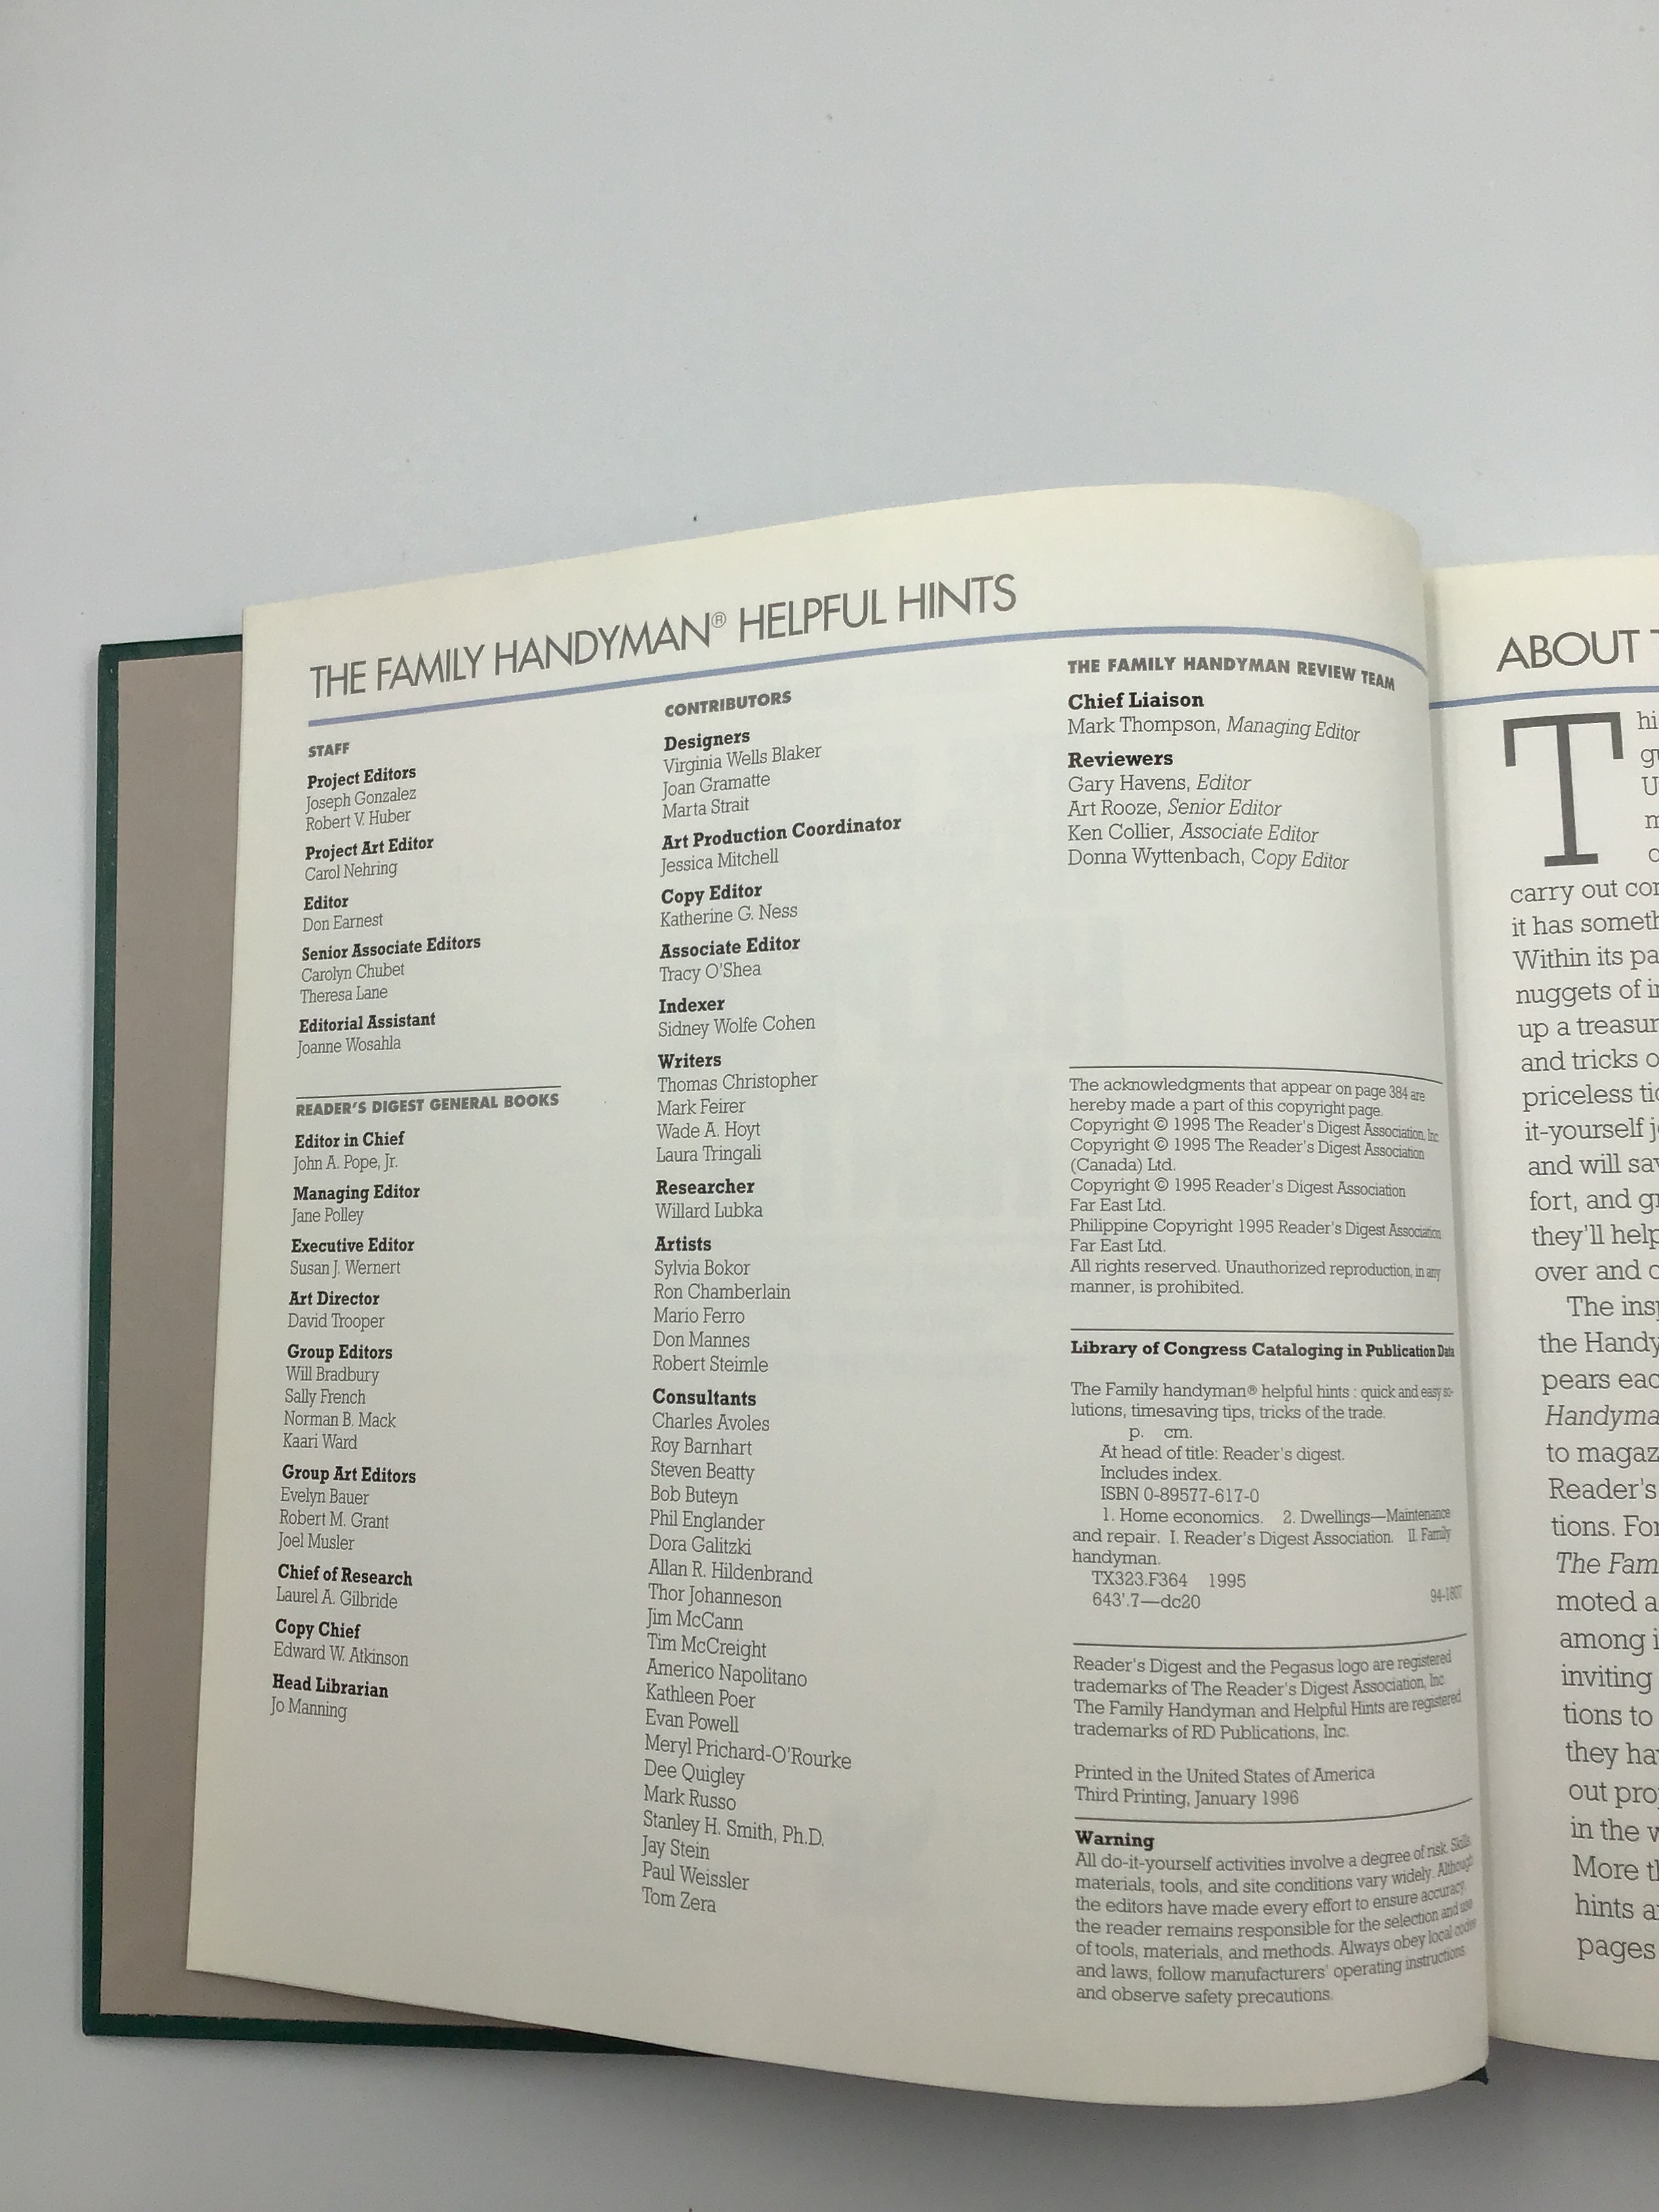 THE FAMILY HANDYMAN® HELPFUL HINTS
STAFF
Project Editors
Joseph Gonzalez
Robert V. Huber
Project Art Editor
Carol Nehring
Editor
Don Earnest
Senior Associate Editors
Carolyn Chubet
Theresa Lane
Editorial Assistant
Joanne Wosahla
READER'S DIGEST GENERAL BOOKS
Editor in Chief
John A. Pope, Jr.
Managing Editor
Jane Polley
Executive Editor
Susan J. Wernert
Art Director
David Trooper
Group Editors
Will Bradbury
Sally French
Norman B. Mack
Kaari Ward
Group Art Editors
Evelyn Bauer
Robert M. Grant
Joel Musler
Chief of Research
Laurel A. Gilbride
Copy Chief
Edward W. Atkinson
Head Librarian
Jo Manning
CONTRIBUTORS
Designers
Virginia Wells Blaker
Joan Gramatte
Marta Strait
Art Production Coordinator
Jessica Mitchell
Copy Editor
Katherine G. Ness
Associate Editor
Tracy O'Shea
Indexer
Sidney Wolfe Cohen
Writers
Thomas Christopher
Mark Feirer
Wade A. Hoyt
Laura Tringali
Researcher
Willard Lubka
Artists
Sylvia Bokor
Ron Chamberlain
Mario Ferro
Don Mannes
Robert Steimle
Consultants
Charles Avoles
Roy Barnhart
Steven Beatty
Bob Buteyn
Phil Englander
Dora Galitzki
Allan R. Hildenbrand
Thor Johanneson
Jim McCann
Tim McCreight
Americo Napolitano
Kathleen Poer
Evan Powell
Meryl Prichard-O'Rourke
Dee Quigley
Mark Russo
Stanley H. Smith, Ph.D.
Jay Stein
Paul Weissler
Tom Zera
THE FAMILY HANDYMAN REVIEW TEAM
Chief Liaison
Mark Thompson, Managing Editor
Reviewers
Gary Havens, Editor
Art Rooze, Senior Editor
Ken Collier, Associate Editor
Donna Wyttenbach, Copy Editor
The acknowledgments that appear on page 384 are
hereby made a part of this copyright page.
Copyright © 1995 The Reader's Digest Association, Inc.
Copyright © 1995 The Reader's Digest Association
(Canada) Ltd.
Copyright © 1995 Reader's Digest Association
Far East Ltd.
Philippine Copyright 1995 Reader's Digest Association
Far East Ltd.
All rights reserved. Unauthorized reproduction, in any
manner, is prohibited.
Library of Congress Cataloging in Publication Data
The Family handyman® helpful hints : quick and easy so-
lutions, timesaving tips, tricks of the trade.
p. cm.
At head of title: Reader's digest.
Includes index.
ISBN 0-89577-617-0
1. Home economics. 2. Dwellings—Maintenance
and repair. I. Reader's Digest Association. II. Family
handyman.
TX323.F364 1995
643'.7—dc20 94-1807
Reader's Digest and the Pegasus logo are registered
trademarks of The Reader's Digest Association, Inc.
The Family Handyman and Helpful Hints are registered
trademarks of RD Publications, Inc.
Printed in the United States of America
Third Printing, January 1996
Warning
All do-it-yourself activities involve a degree of risk. Skills,
materials, tools, and site conditions vary widely. Although
the editors have made every effort to ensure accuracy,
the reader remains responsible for the selection and use
of tools, materials, and methods. Always obey local codes
and laws, follow manufacturers' operating instructions,
and observe safety precautions.
ABOUT T
Thi
gu
U
m
c
carry out con
it has someth
Within its pa
nuggets of in
up a treasur
and tricks o
priceless tid
it-yourself j
and will sav
fort, and gr
they'll help
over and o
The insp
the Handy
pears eac
Handyma
to magaz
Reader's
tions. For
The Fam
moted a
among i
inviting
tions to
they ha
out proj
in the w
More th
hints a
pages